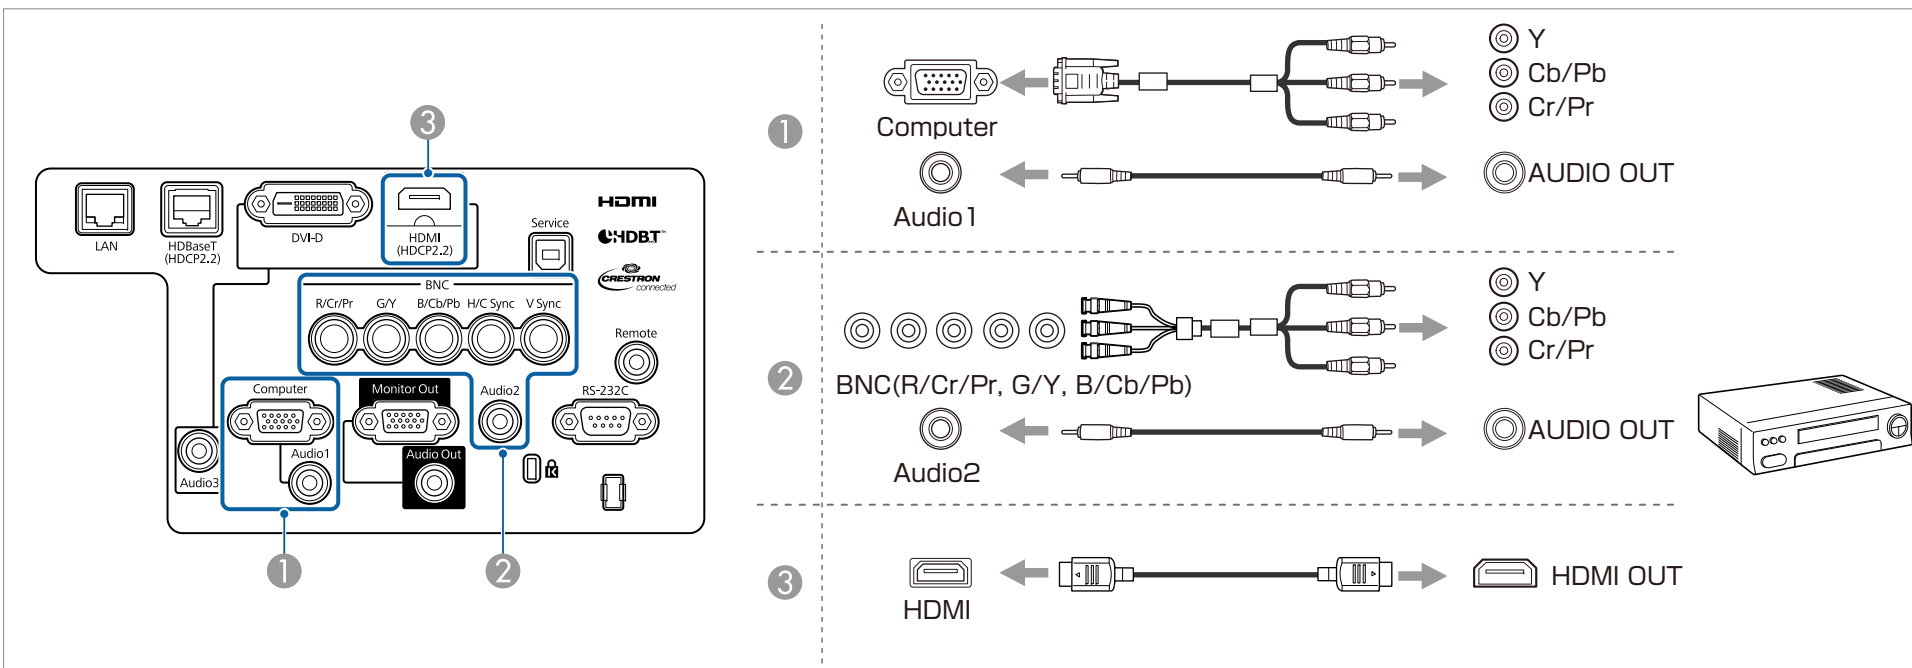 3
LAN
HDBaseT
(HDCP2.2)
DVI-D
HDMI
(HDCP2.2)
Service
HDMI
HDBT™
CRESTRON
connected
BNC
R/Cr/Pr
G/Y
B/Cb/Pb
H/C Sync
V Sync
Remote
Computer
Monitor Out
Audio2
RS-232C
Audio3
Audio1
Audio Out
K
1
2
1
Computer
Y
Cb/Pb
Cr/Pr
Audio1
AUDIO OUT
2
BNC(R/Cr/Pr, G/Y, B/Cb/Pb)
Y
Cb/Pb
Cr/Pr
Audio2
AUDIO OUT
3
HDMI
HDMI OUT